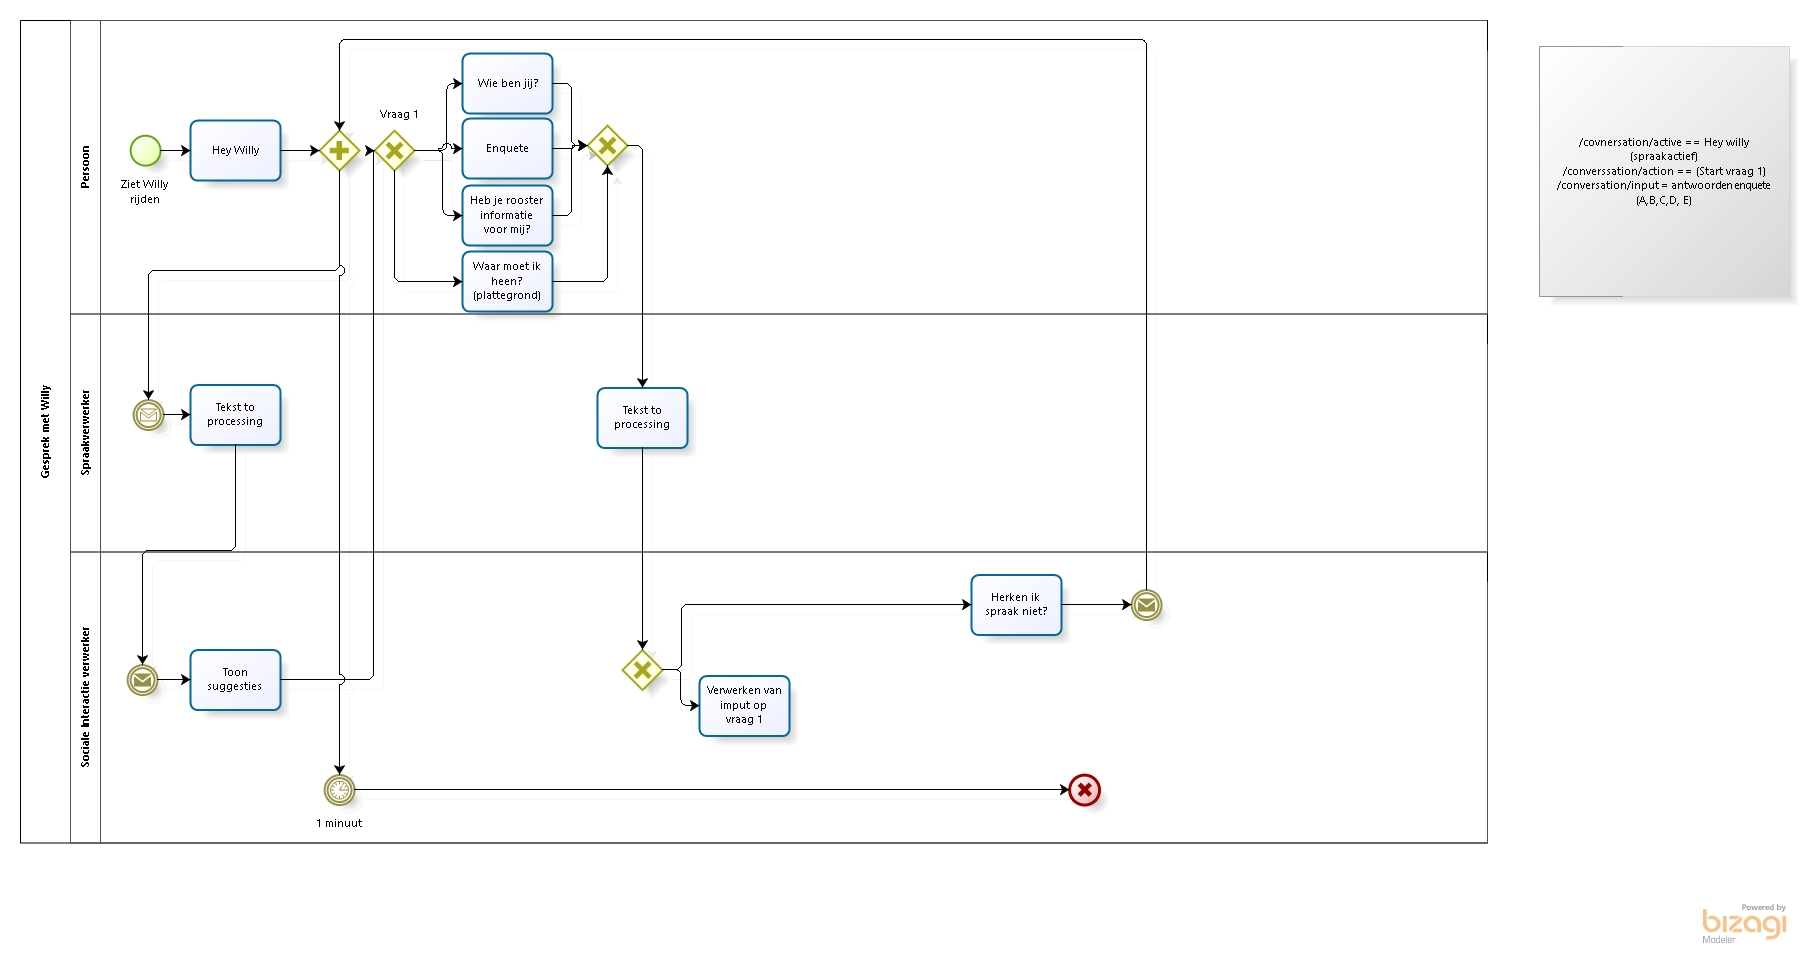 Gesprek met Willy
Persoon
Ziet Willy
rijden
Hey Willy
Vraag 1
Wie ben jij?
Enquete
Heb je rooster
informatie
voor mij?
Waar moet ik
heen?
(plattegrond)
Spraakverwerker
Tekst to
processing
Tekst to
processing
Sociale Interactie verwerker
Toon
suggesties
Herken ik
spraak niet?
Verwerken van
imput op
vraag 1
1 minuut
/covnersation/active == Hey willy
(spraakactief)
/converssation/action == (Start vraag 1)
/conversation/input = antwoorden enquete
(A,B,C,D, E)
Powered by
bizagi
Modeler